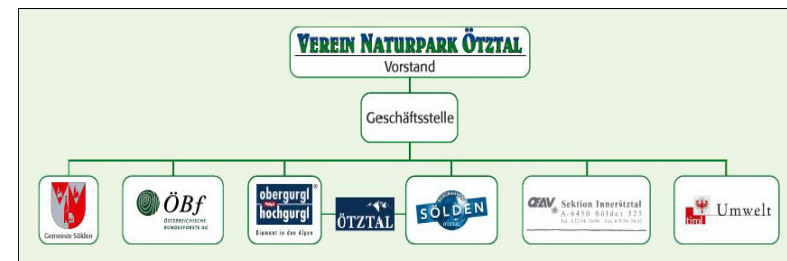 VEREIN NATURPARK ÖTZTAL
Vorstand
Geschäftsstelle
Gemeinde Sölden
ÖBf
ÖSTERREICHISCHE
BUNDESFORSTE AG
obergurgl®
hochgurgl
Diamant in den Alpen
ÖTZTAL
SÖLDEN
ÖTZTAL
OEAV Sektion Innerötztal
A-6450 Sölden 325
tirol
Umwelt